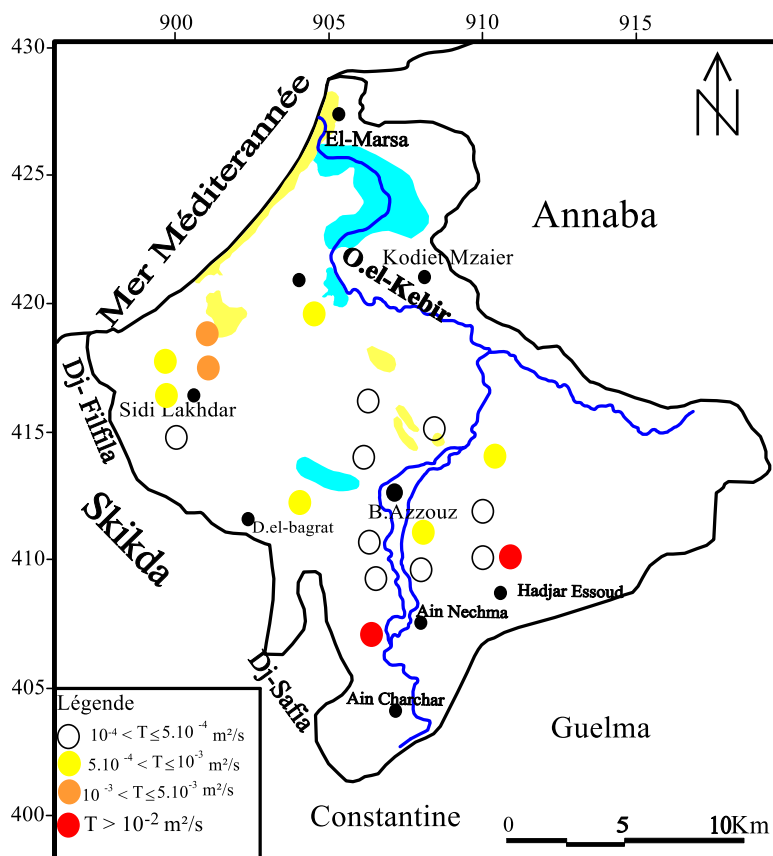 900 905 910 915
430
425
420
415
410
405
400
N
Mer Méditerannée
El-Marsa
Annaba
Kodiet Mzaier
O.el-Kebir
Dj- Filfila
Sidi Lakhdar
Skikda
B.Azzouz
D.el-bagrat
Hadjar Essoud
Ain Nechma
Dj-Safia
Ain Charchar
Guelma
Constantine
Légende
10-⁴ < T ≤ 5.10 -⁴ m²/s
5.10 -⁴ < T ≤ 10-³ m²/s
10 -³ < T ≤ 5.10-³ m²/s
T > 10-² m²/s
0 5 10Km